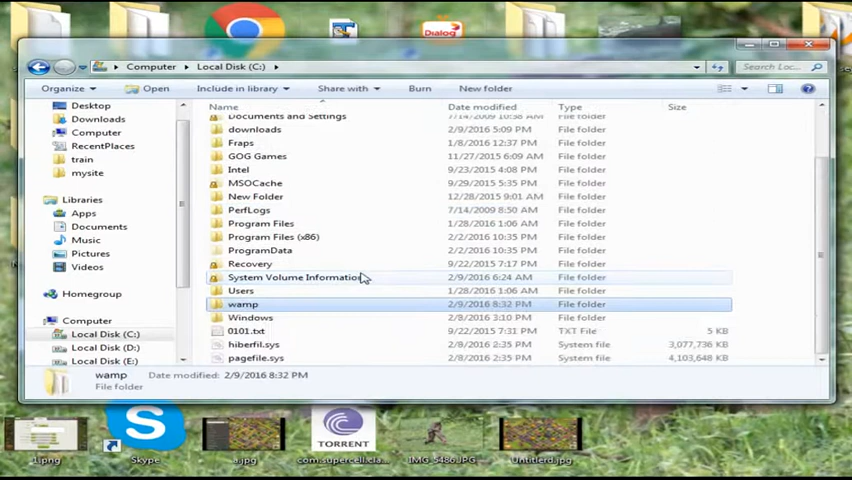 Dialog
Computer
Local Disk (C:)
Search Loc...
Organize
Open
Include in library
Share with
Burn
New folder
Name
Date modified
Type
Size
Desktop
Downloads
Computer
RecentPlaces
train
mysite
Libraries
Apps
Documents
Music
Pictures
Videos
Homegroup
Computer
Local Disk (C:)
Local Disk (D:)
Local Disk (E:)
Documents and Settings 7/14/2009 10:38 AM File folder
downloads 2/9/2016 5:09 PM File folder
Fraps 1/8/2016 12:37 PM File folder
GOG Games 11/27/2015 6:09 AM File folder
Intel 9/23/2015 4:08 PM File folder
MSOCache 9/29/2015 5:35 PM File folder
New Folder 12/28/2015 9:01 AM File folder
PerfLogs 7/14/2009 8:50 AM File folder
Program Files 1/28/2016 1:06 AM File folder
Program Files (x86) 2/2/2016 10:35 PM File folder
ProgramData 2/2/2016 10:35 PM File folder
Recovery 9/22/2015 7:17 PM File folder
System Volume Information 2/9/2016 6:24 AM File folder
Users 1/28/2016 1:06 AM File folder
wamp 2/9/2016 8:32 PM File folder
Windows 2/8/2016 3:10 PM File folder
0101.txt 9/22/2015 7:31 PM TXT File 5 KB
hiberfil.sys 2/9/2016 2:35 PM System file 3,077,736 KB
pagefile.sys 2/8/2016 2:35 PM System file 4,103,648 KB
wamp Date modified: 2/9/2016 8:32 PM
File folder
TORRENT
1.png
Skype
a.jpg
com.supercell.cla...
IMG-5486.JPG
Untitlerd.jpg